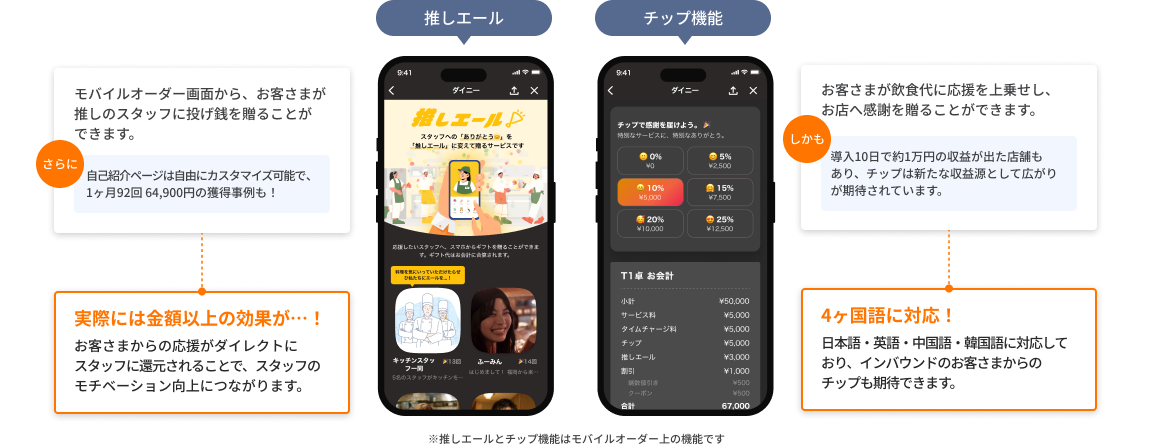 推しエール
チップ機能
モバイルオーダー画面から、お客さまが
推しのスタッフに投げ銭を贈ることが
できます。
さらに
自己紹介ページは自由にカスタマイズ可能で、
1ヶ月92回 64,900円の獲得事例も！
実際には金額以上の効果が…！
お客さまからの応援がダイレクトに
スタッフに還元されることで、スタッフの
モチベーション向上につながります。
9:41
ダイニー
推しエール
スタッフへの「ありがとう😊」を
「推しエール」に変えて贈るサービスです
応援したいスタッフへ、スマホからギフトを贈ることができま
す。ギフト代はお会計に合算されます。
料理を気にいっていただけたらぜ
ひ私たちにエールを…！
キッチンスタッ
フ一同
🎉13回
5名のスタッフがキッチンを…
ふーみん
🎉14回
はじめまして！ 福岡から来…
9:41
ダイニー
チップで感謝を届けよう。🎉
特別なサービスに、特別なありがとう。
0%
¥0
5%
¥2,500
10%
¥5,000
15%
¥7,500
20%
¥10,000
25%
¥12,500
T1卓 お会計
小計 ¥50,000
サービス料 ¥5,000
タイムチャージ料 ¥5,000
チップ ¥5,000
推しエール ¥3,000
割引 ¥1,000
端数値引き ¥500
クーポン ¥500
合計 67,000
お客さまが飲食代に応援を上乗せし、
お店へ感謝を贈ることができます。
しかも
導入10日で約1万円の収益が出た店舗も
あり、チップは新たな収益源として広がり
が期待されています。
4ヶ国語に対応！
日本語・英語・中国語・韓国語に対応して
おり、インバウンドのお客さまからの
チップも期待できます。
※推しエールとチップ機能はモバイルオーダー上の機能です